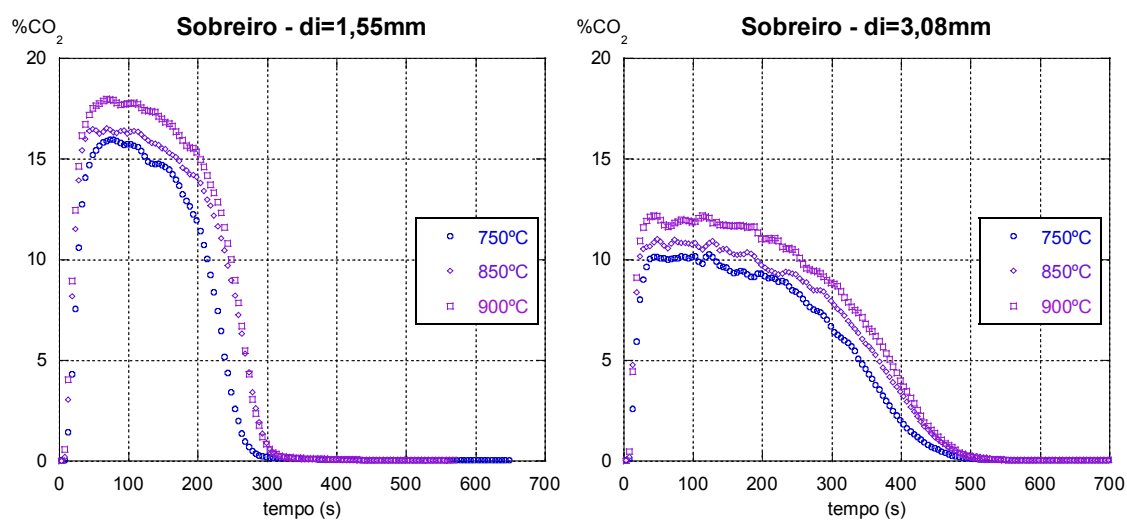 %CO2
Sobreiro - di=1,55mm
20
15
10
5
0
0 100 200 300 400 500 600 700
tempo (s)
750ºC
850ºC
900ºC
%CO2
Sobreiro - di=3,08mm
20
15
10
5
0
0 100 200 300 400 500 600 700
tempo (s)
750ºC
850ºC
900ºC